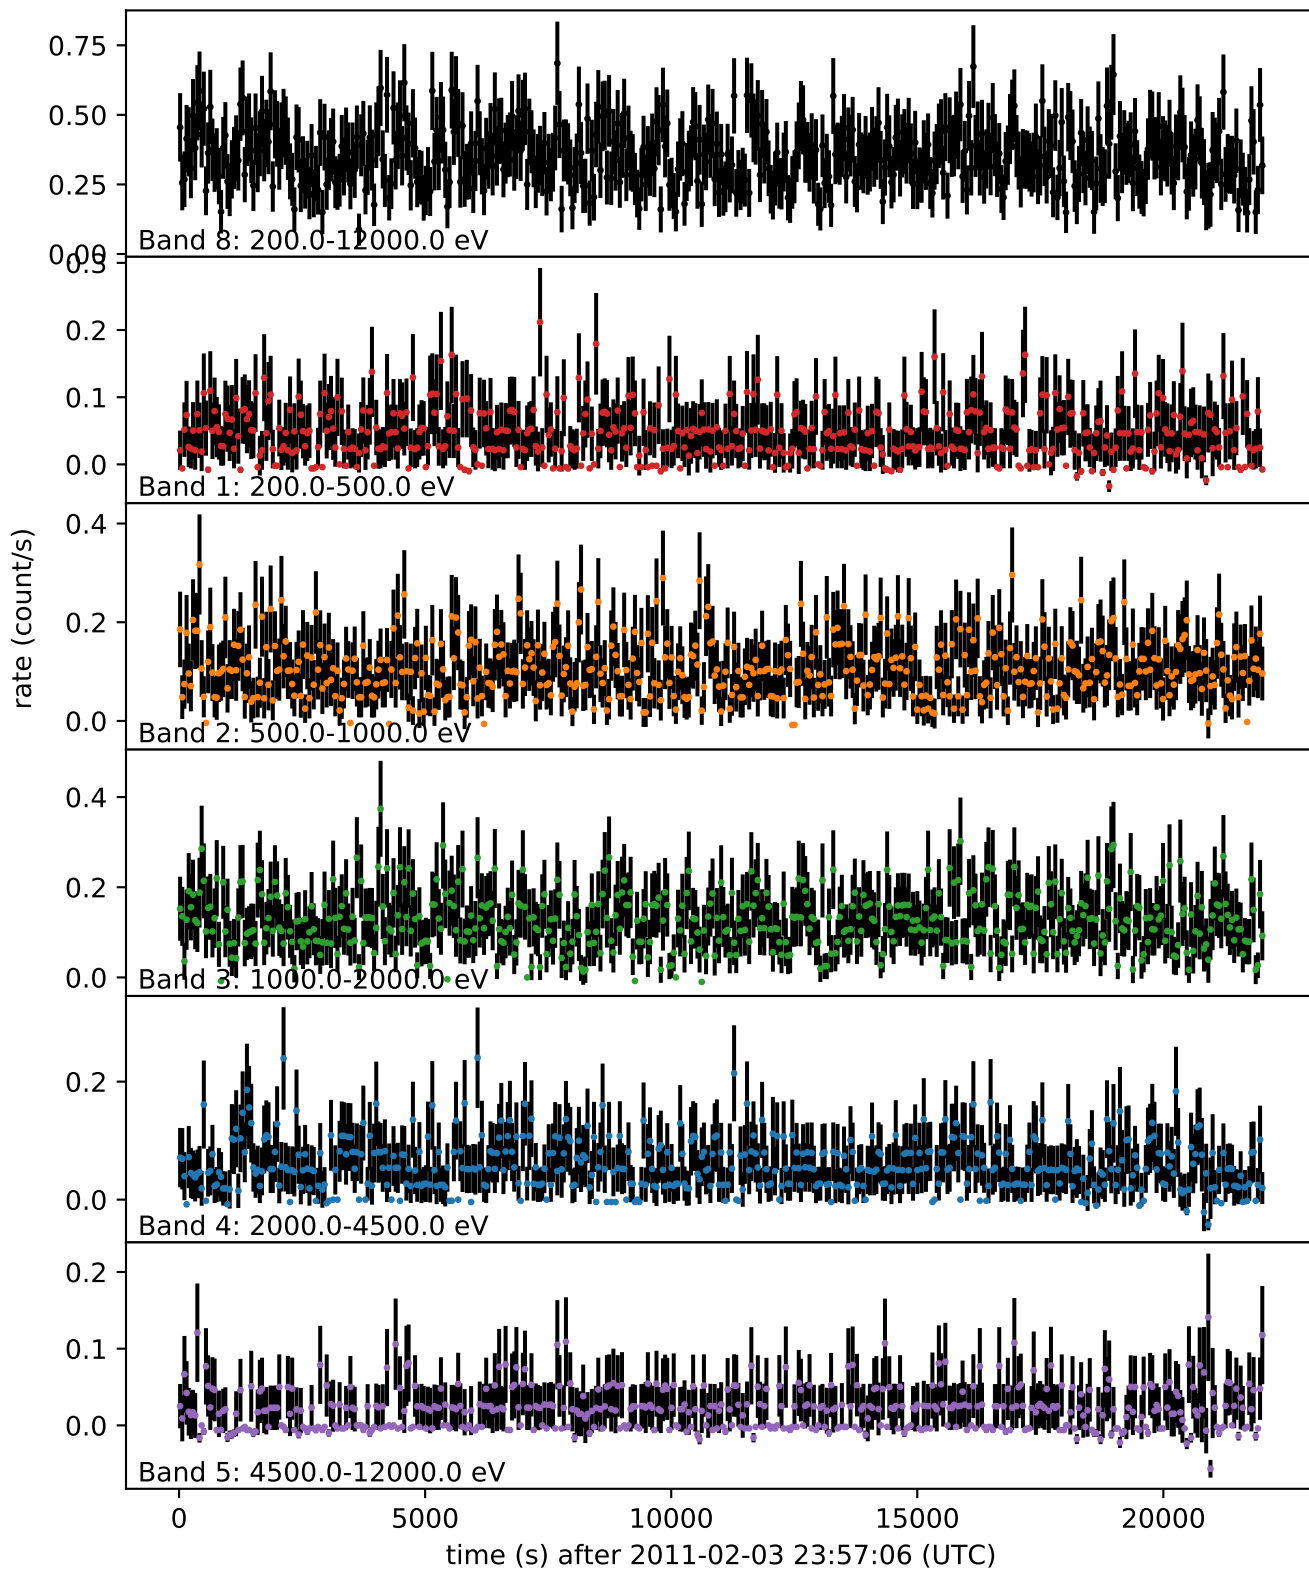 0.75
0.50
0.25
0.00
Band 8: 200.0-12000.0 eV
0.3
0.2
0.1
0.0
Band 1: 200.0-500.0 eV
0.4
0.2
0.0
Band 2: 500.0-1000.0 eV
rate (count/s)
0.4
0.2
0.0
Band 3: 1000.0-2000.0 eV
0.2
0.0
Band 4: 2000.0-4500.0 eV
0.2
0.1
0.0
Band 5: 4500.0-12000.0 eV
0 5000 10000 15000 20000
time (s) after 2011-02-03 23:57:06 (UTC)